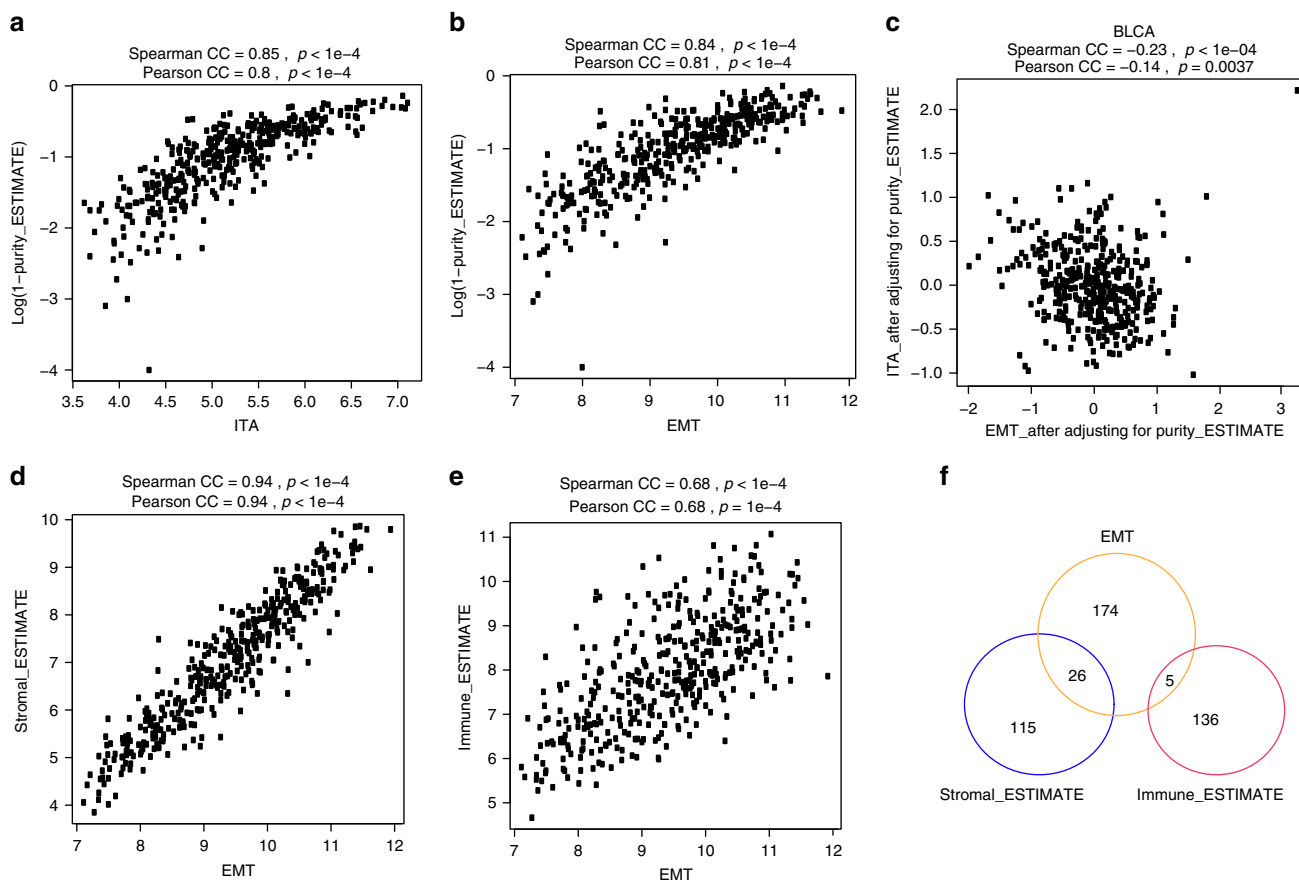 a
Spearman CC = 0.85 , p < 1e–4
Pearson CC = 0.8 , p < 1e–4
Log(1–purity_ESTIMATE)
0
–1
–2
–3
–4
3.5 4.0 4.5 5.0 5.5 6.0 6.5 7.0
ITA
b
Spearman CC = 0.84 , p < 1e–4
Pearson CC = 0.81 , p < 1e–4
Log(1–purity_ESTIMATE)
0
–1
–2
–3
–4
7 8 9 10 11 12
EMT
c
BLCA
Spearman CC = –0.23 , p < 1e–04
Pearson CC = –0.14 , p = 0.0037
ITA_after adjusting for purity_ESTIMATE
2.0
1.5
1.0
0.5
0.0
–0.5
–1.0
–2 –1 0 1 2 3
EMT_after adjusting for purity_ESTIMATE
d
Spearman CC = 0.94 , p < 1e–4
Pearson CC = 0.94 , p < 1e–4
Stromal_ESTIMATE
10
9
8
7
6
5
4
7 8 9 10 11 12
EMT
e
Spearman CC = 0.68 , p < 1e–4
Pearson CC = 0.68 , p = 1e–4
Immune_ESTIMATE
11
10
9
8
7
6
5
7 8 9 10 11 12
EMT
f
EMT
174
26
5
115
136
Stromal_ESTIMATE
Immune_ESTIMATE